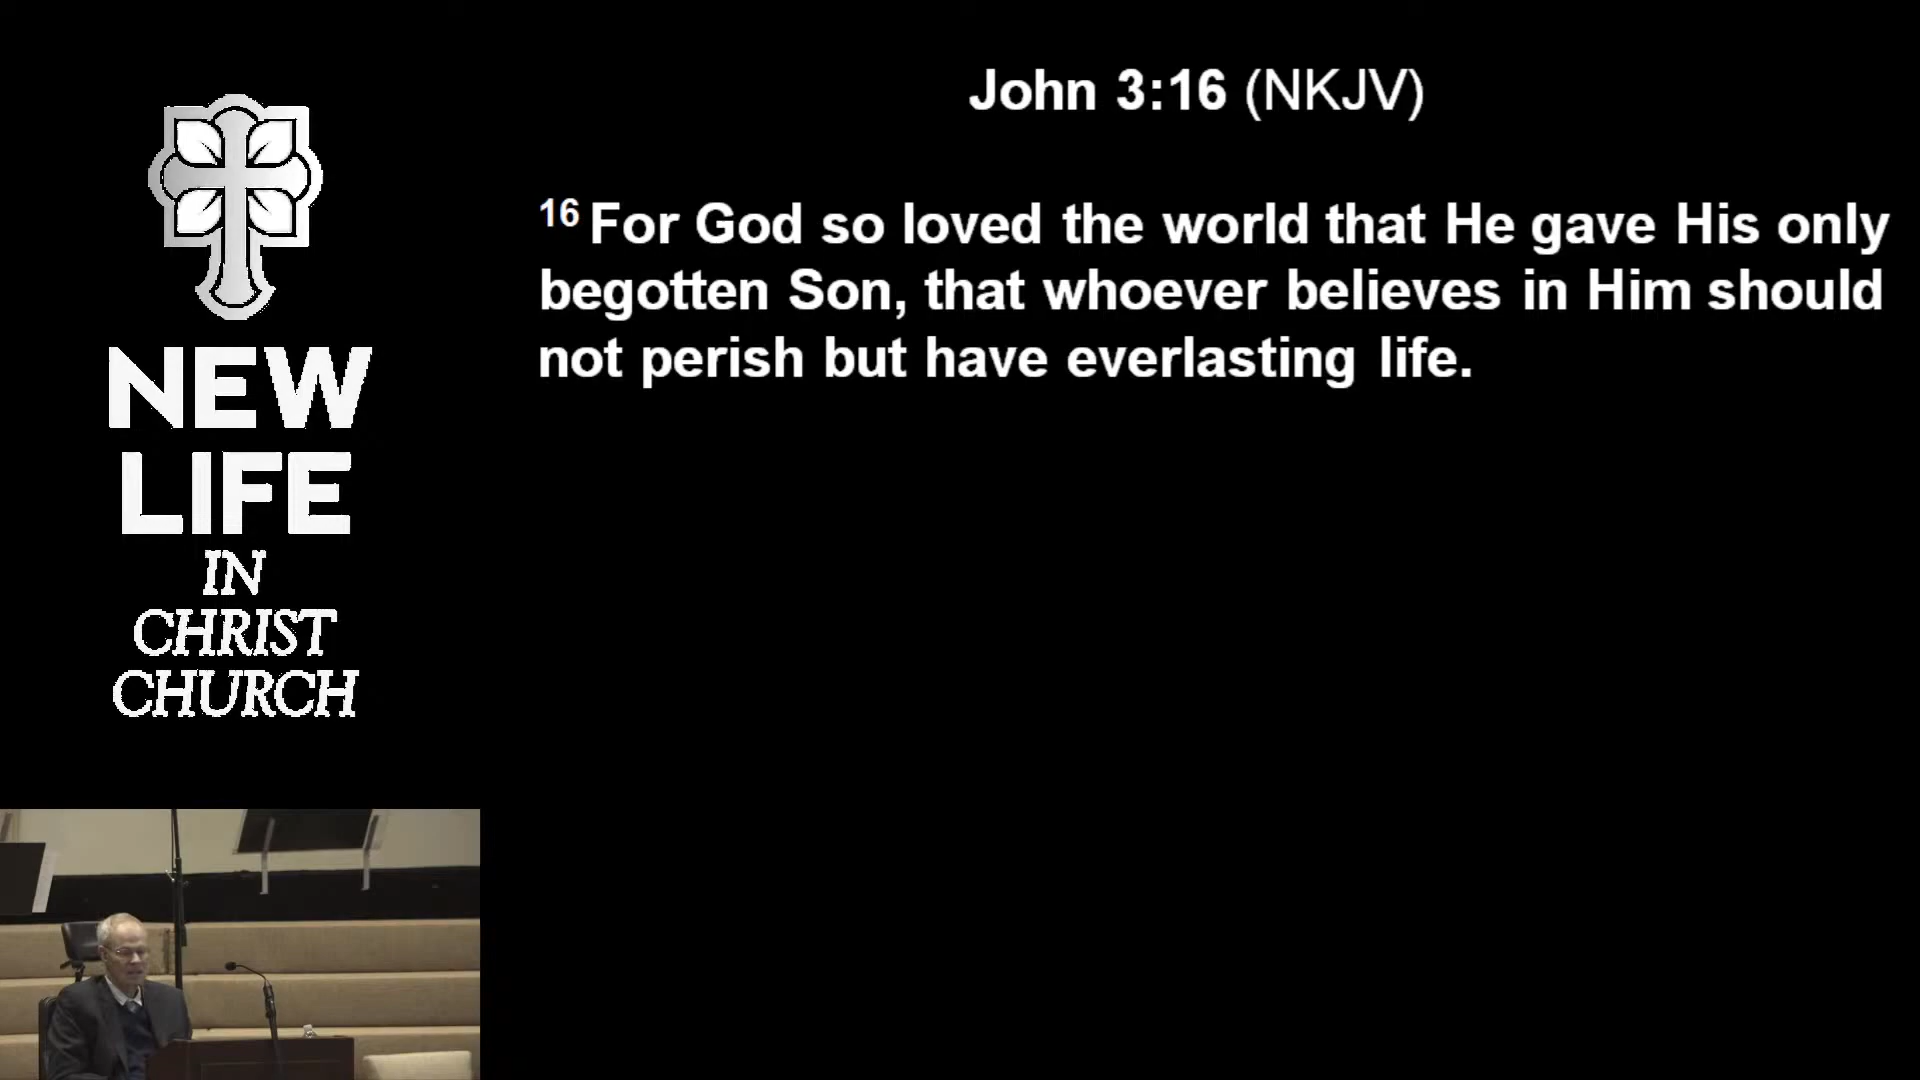 John 3:16 (NKJV)
16 For God so loved the world that He gave His only
begotten Son, that whoever believes in Him should
not perish but have everlasting life.
NEW
LIFE
IN
CHRIST
CHURCH